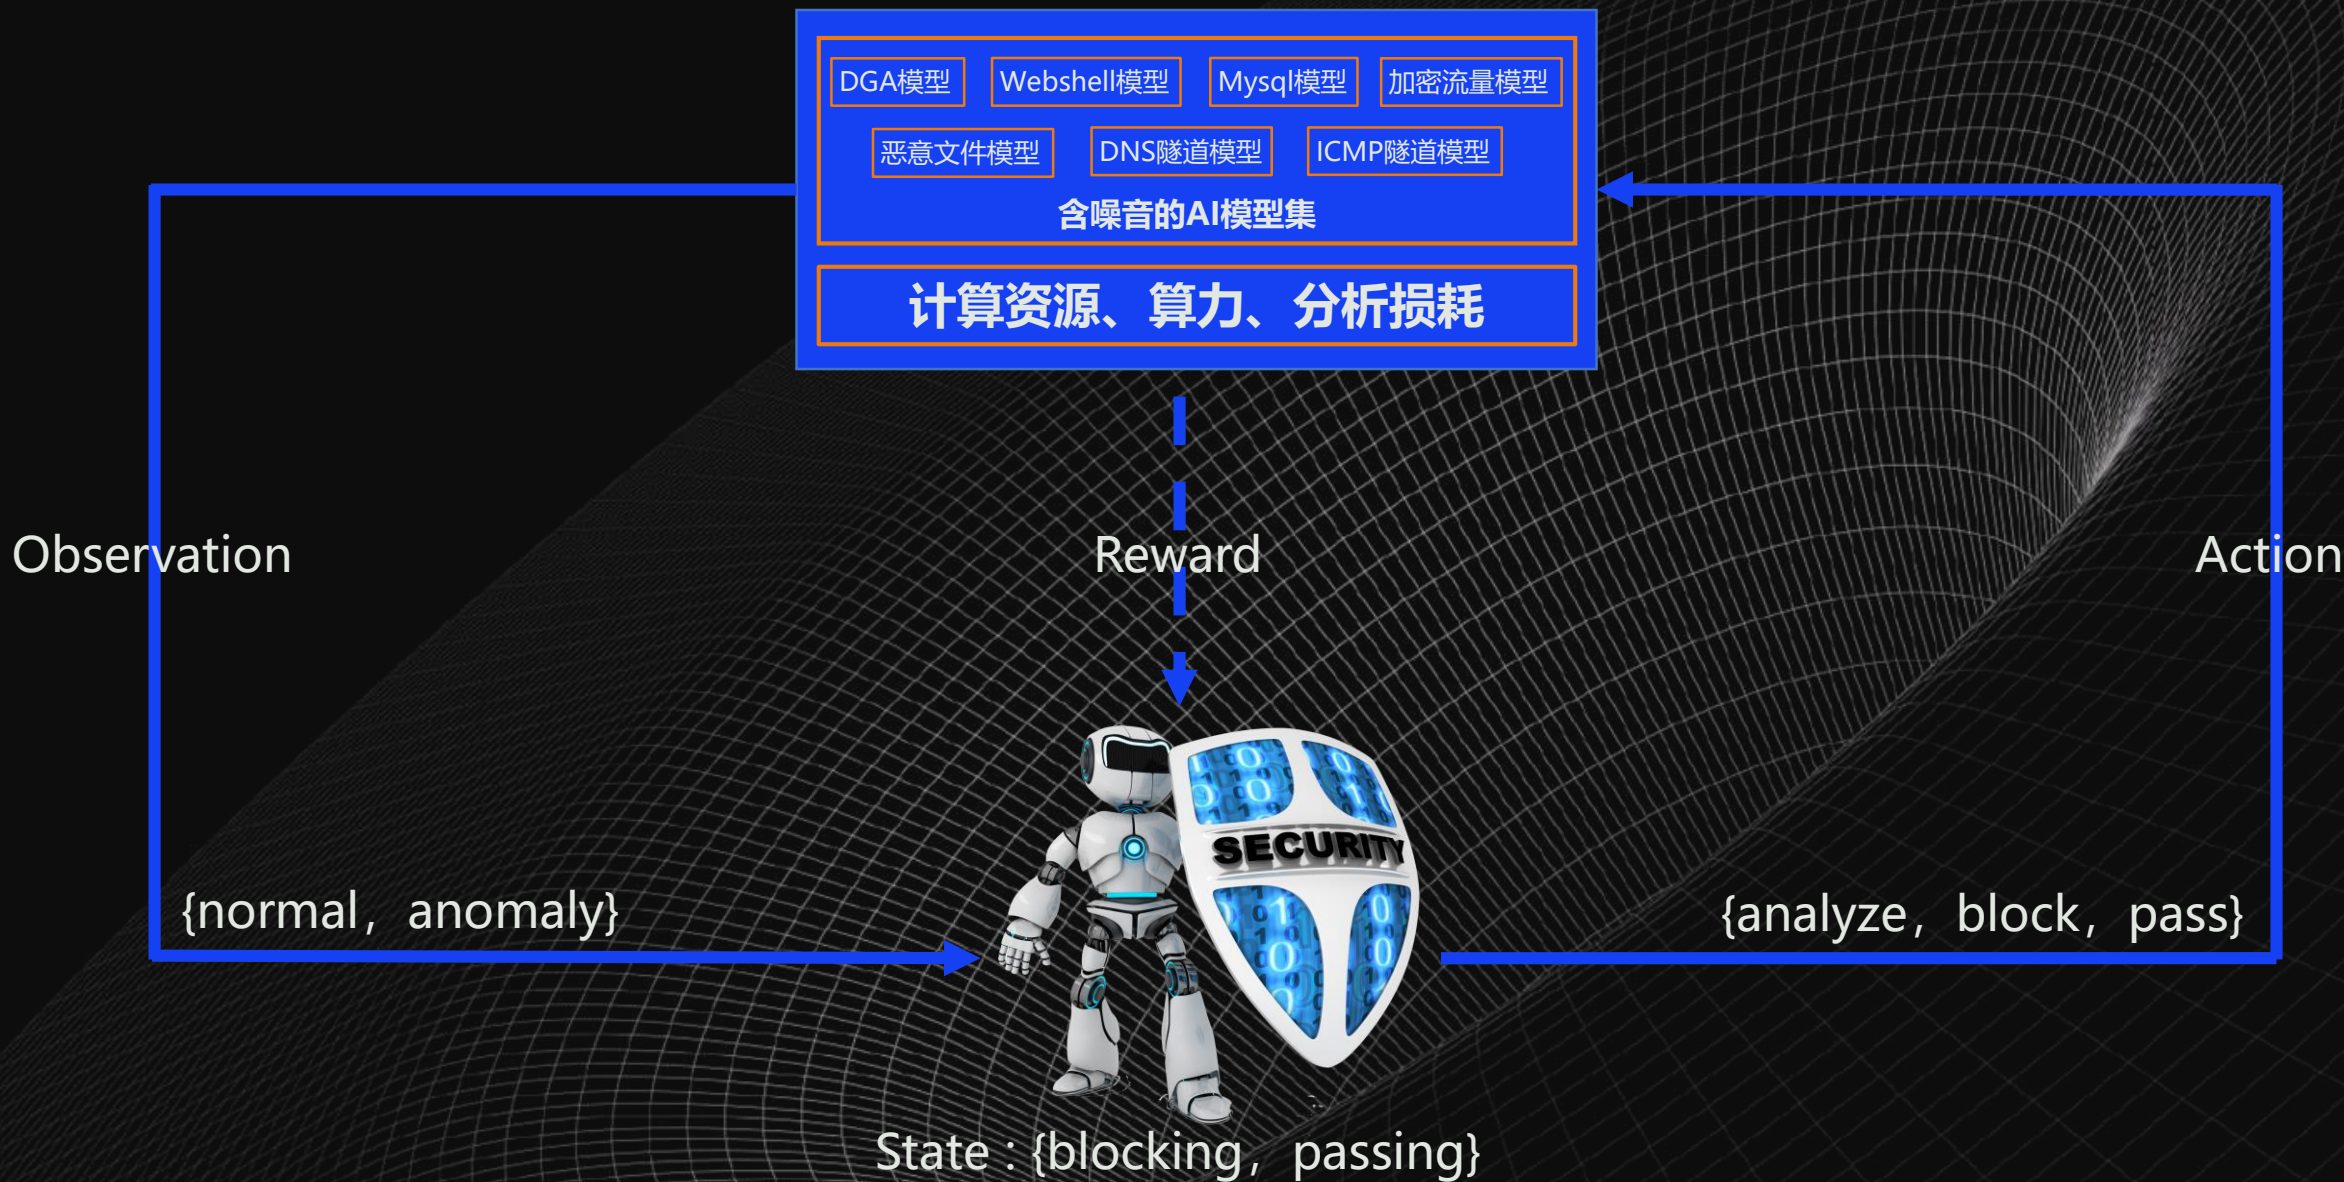 DGA模型 Webshell模型 Mysql模型 加密流量模型
恶意文件模型 DNS隧道模型 ICMP隧道模型
含噪音的AI模型集
计算资源、算力、分析损耗
Observation Reward Action
SECURITY
{normal，anomaly} {analyze，block，pass}
State：{blocking，passing}